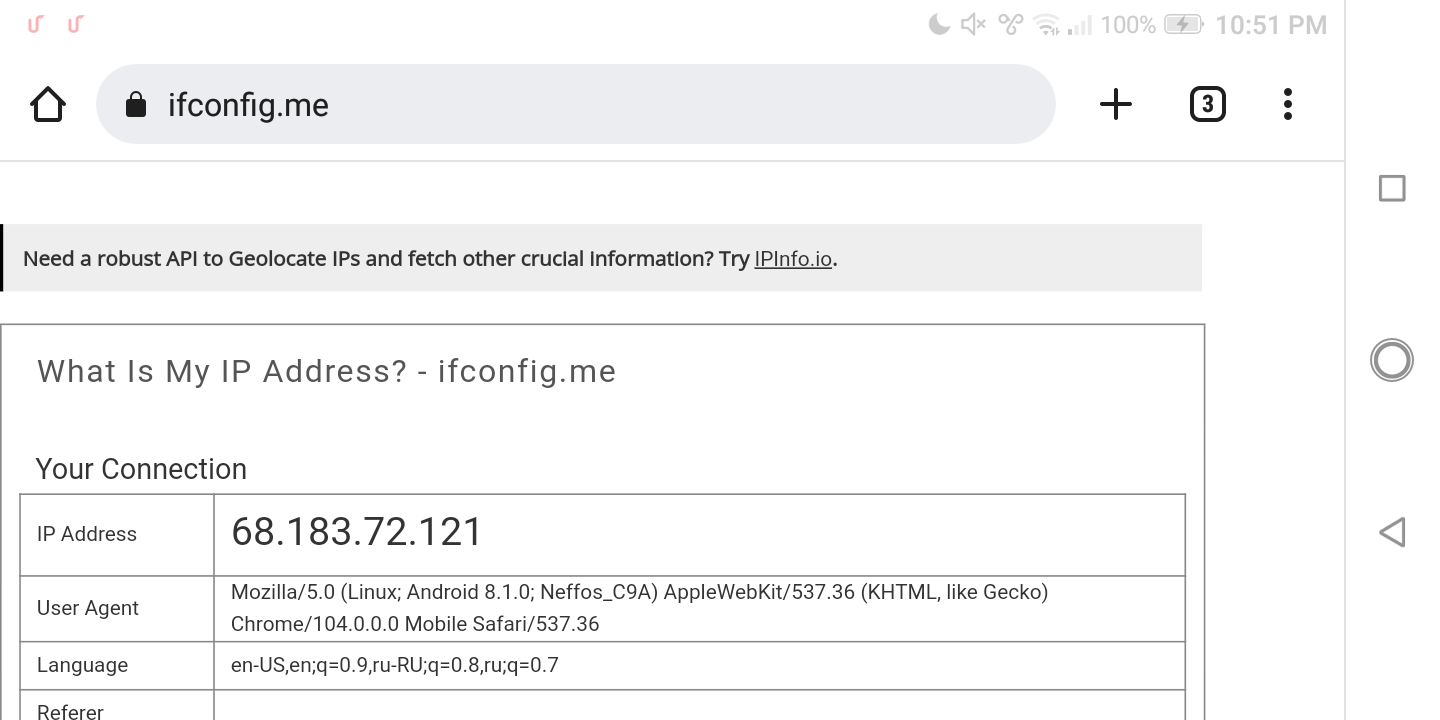 100% 10:51 PM
ifconfig.me
3
Need a robust API to Geolocate IPs and fetch other crucial information? Try IPInfo.io.
What Is My IP Address? - ifconfig.me
Your Connection
IP Address 68.183.72.121
User Agent Mozilla/5.0 (Linux; Android 8.1.0; Neffos_C9A) AppleWebKit/537.36 (KHTML, like Gecko)
Chrome/104.0.0.0 Mobile Safari/537.36
Language en-US,en;q=0.9,ru-RU;q=0.8,ru;q=0.7
Referer